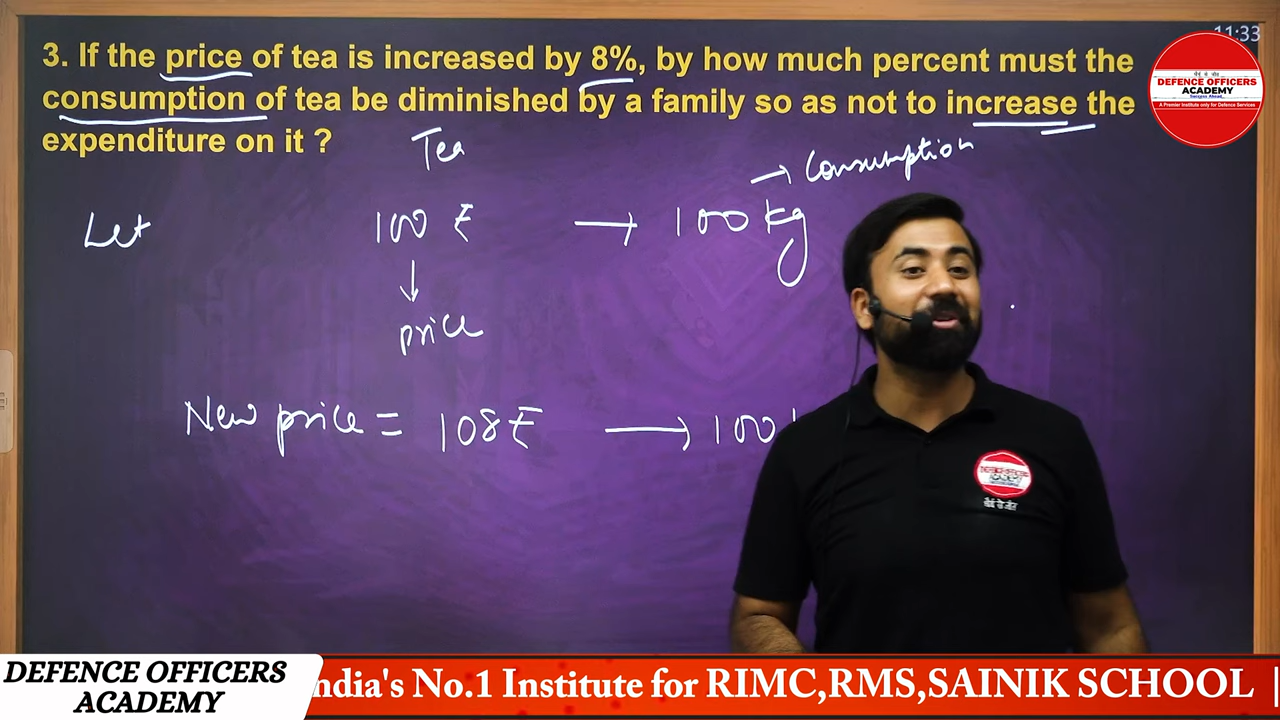 11:33
3. If the price of tea is increased by 8%, by how much percent must the
consumption of tea be diminished by a family so as not to increase the
expenditure on it ?
DEFENCE OFFICERS
ACADEMY
A Premier Institute only for Defence Services
Tea
→ Consumption
Let 100 ₹ → 100 kg
↓
price
New price = 108 ₹ → 100
DEFENCE OFFICERS
ACADEMY
India's No.1 Institute for RIMC,RMS,SAINIK SCHOOL